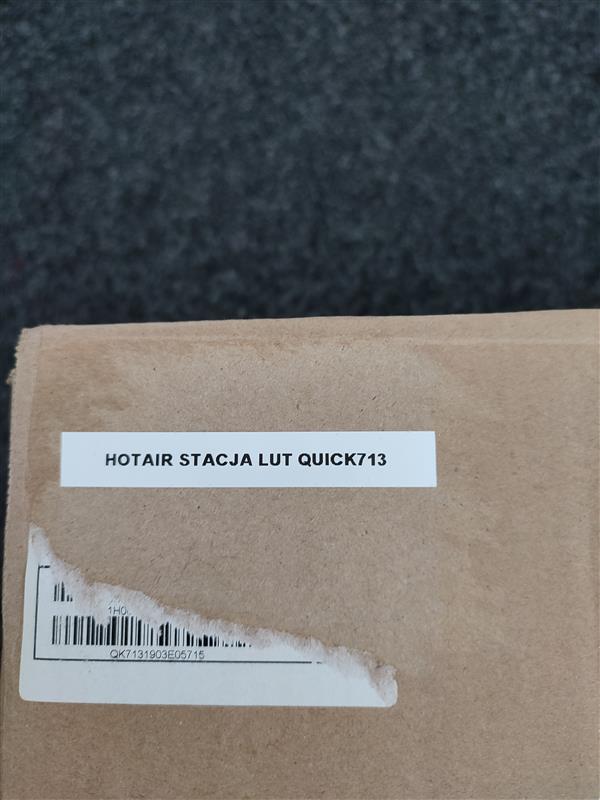 HOTAIR STACJA LUT QUICK713
QK7131903E05715